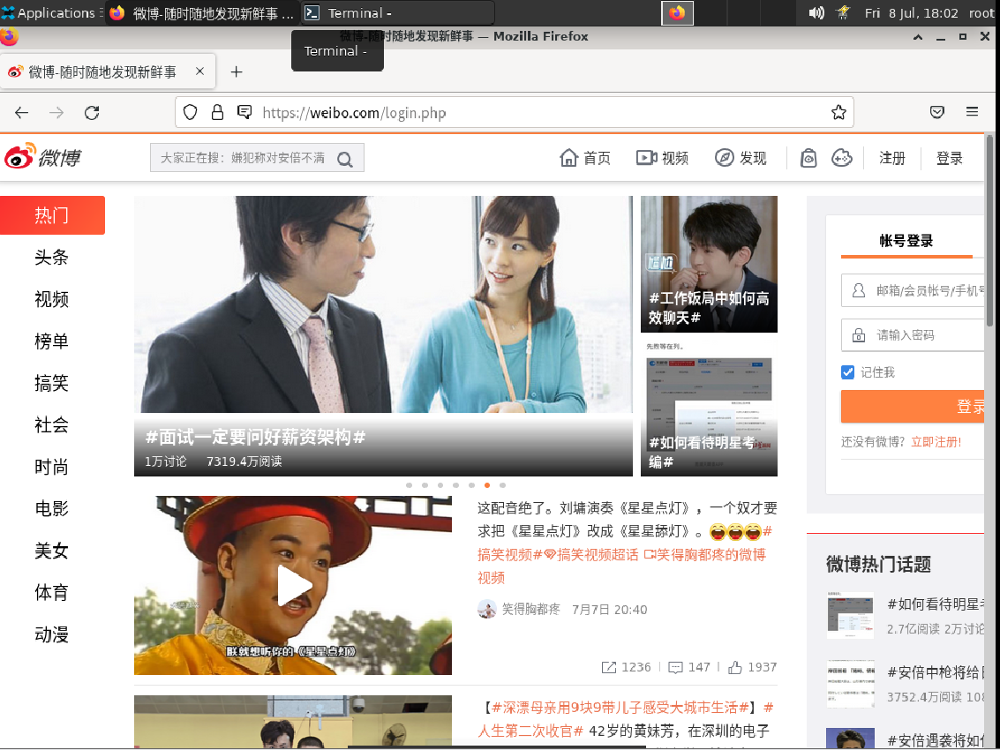 Applications
微博-随时随地发现新鲜事 ...
Terminal -
Fri 8 Jul, 18:02 root
微博-随时随地发现新鲜事 — Mozilla Firefox
Terminal -
微博-随时随地发现新鲜事
https://weibo.com/login.php
微博
大家正在搜：嫌犯称对安倍不满
首页
视频
发现
注册
登录
热门
头条
视频
榜单
搞笑
社会
时尚
电影
美女
体育
动漫
#面试一定要问好薪资架构#
1万讨论 7319.4万阅读
尴尬
#工作饭局中如何高
效聊天#
先教等在列。
#如何看待明星考
编#
帐号登录
邮箱/会员帐号/手机号
请输入密码
记住我
登录
还没有微博？立即注册!
朕就想听你的《星星点灯》
这配音绝了。刘墉演奏《星星点灯》，一个奴才要
求把《星星点灯》改成《星星舔灯》。#
搞笑视频#搞笑视频超话 笑得胸都疼的微博
视频
笑得胸都疼 7月7日 20:40
1236
147
1937
【#深漂母亲用9块9带儿子感受大城市生活#】#
人生第二次收官# 42岁的黄妹芳，在深圳的电子
微博热门话题
#如何看待明星考
2.7亿阅读 2万讨论
#安倍中枪将给日
3752.4万阅读 108
#安倍遇袭将如何